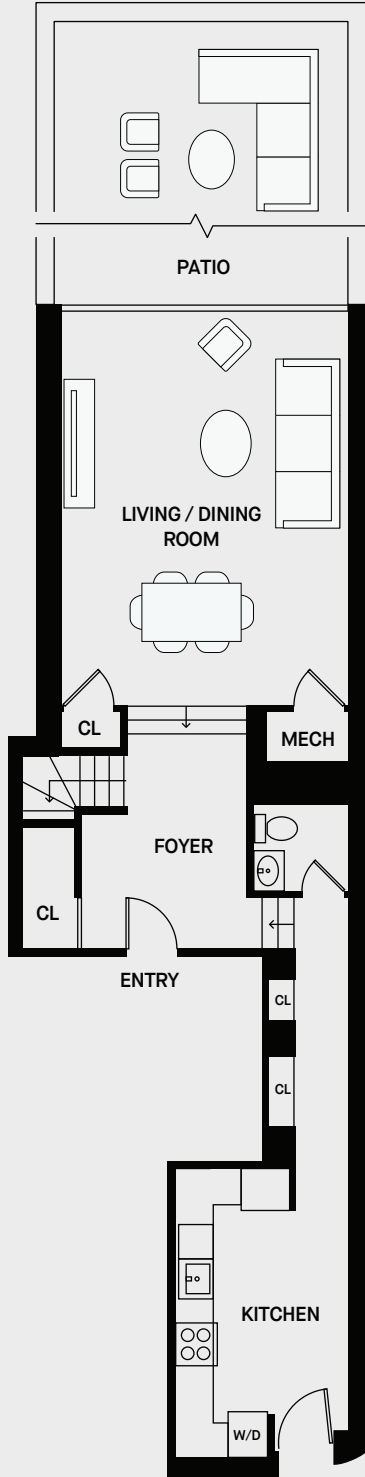 PATIO
LIVING / DINING
ROOM
CL
MECH
FOYER
CL
ENTRY
CL
CL
KITCHEN
W/D